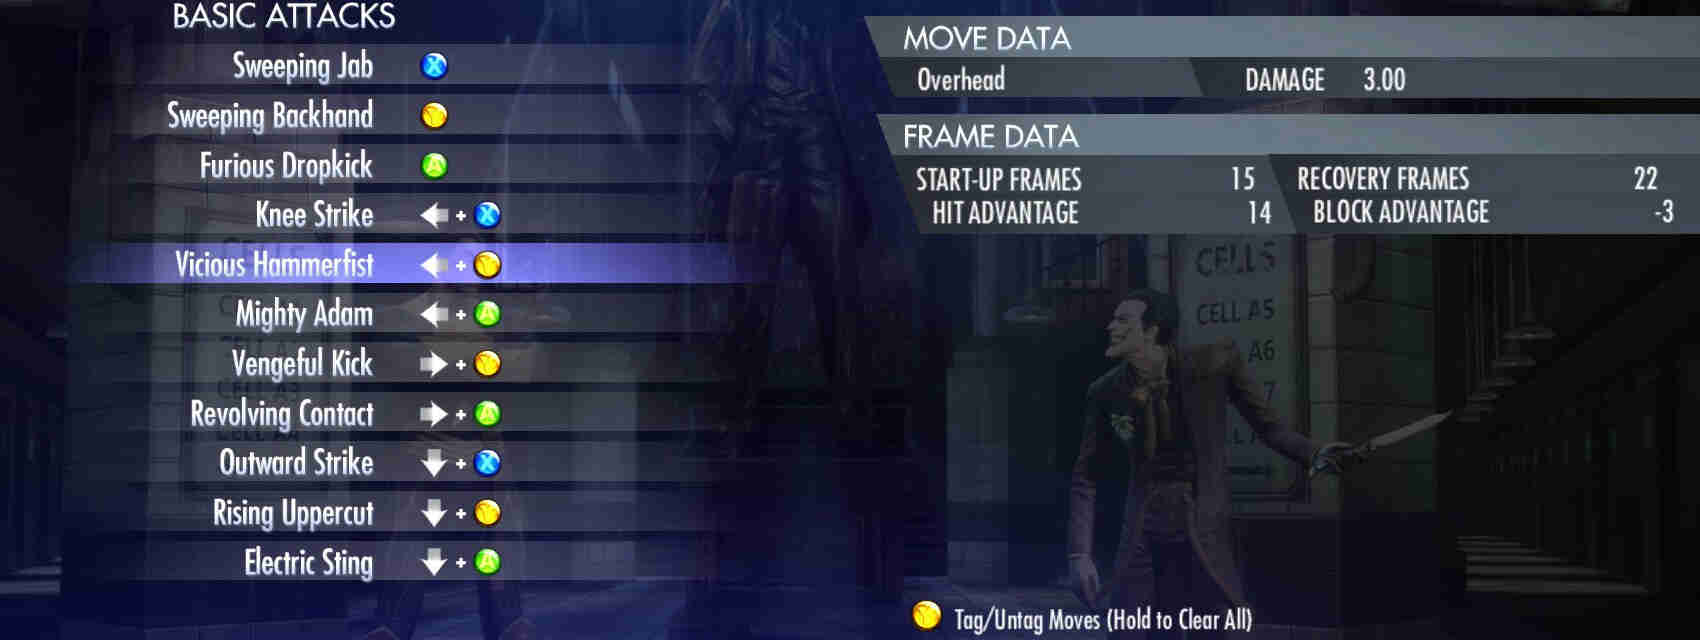 BASIC ATTACKS
Sweeping Jab X
Sweeping Backhand Y
Furious Dropkick A
Knee Strike + X
Vicious Hammerfist + Y
Mighty Adam + A
Vengeful Kick + Y
Revolving Contact + A
Outward Strike + X
Rising Uppercut + Y
Electric Sting + A
MOVE DATA
Overhead DAMAGE 3.00
FRAME DATA
START-UP FRAMES 15 RECOVERY FRAMES 22
HIT ADVANTAGE 14 BLOCK ADVANTAGE -3
CELLS
CELL A5
A6
7
Y Tag/Untag Moves (Hold to Clear All)